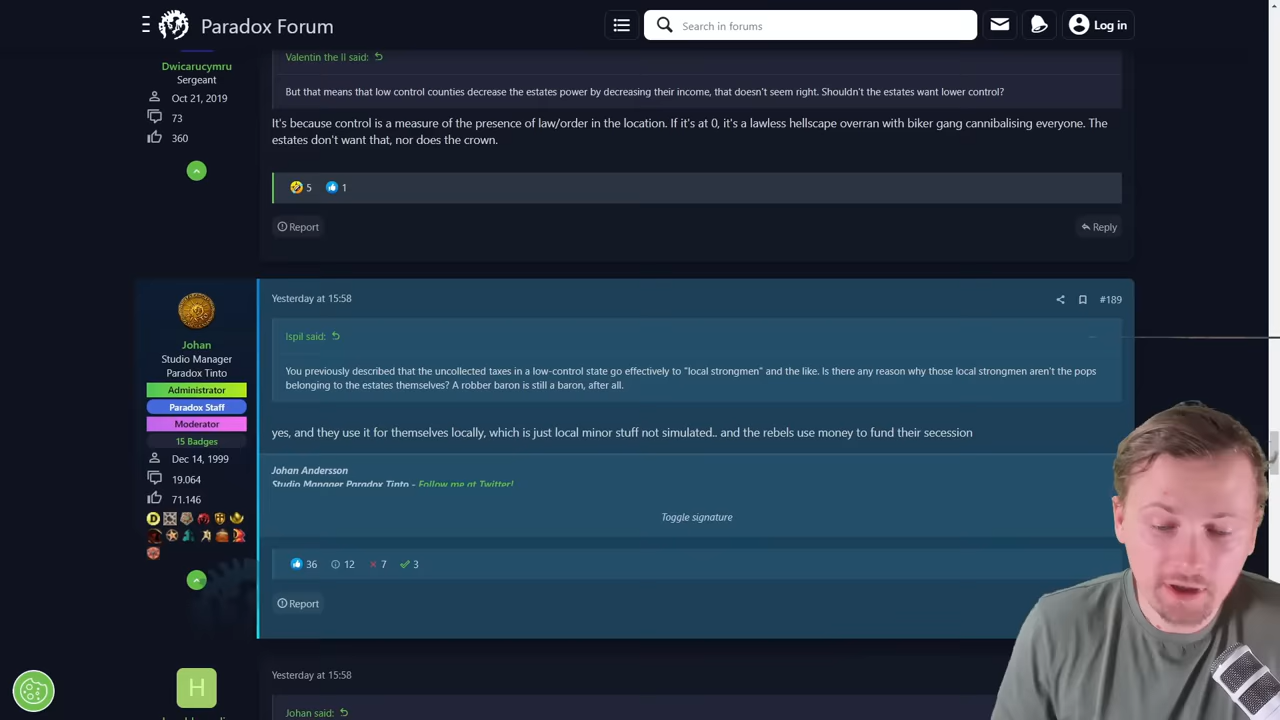 Paradox Forum
Search in forums
Log in
Dwicarucymru
Sergeant
Oct 21, 2019
73
360
Valentin the II said:
But that means that low control counties decrease the estates power by decreasing their income, that doesn't seem right. Shouldn't the estates want lower control?
It's because control is a measure of the presence of law/order in the location. If it's at 0, it's a lawless hellscape overran with biker gang cannibalising everyone. The
estates don't want that, nor does the crown.
5 1
Report
Reply
Johan
Studio Manager
Paradox Tinto
Administrator
Paradox Staff
Moderator
15 Badges
Dec 14, 1999
19.064
71.146
Yesterday at 15:58
#189
Ispil said:
You previously described that the uncollected taxes in a low-control state go effectively to "local strongmen" and the like. Is there any reason why those local strongmen aren't the pops
belonging to the estates themselves? A robber baron is still a baron, after all.
yes, and they use it for themselves locally, which is just local minor stuff not simulated.. and the rebels use money to fund their secession
Johan Andersson
Studio Manager Paradox Tinto - Follow me at Twitter!
Toggle signature
36 12 7 3
Report
H
Yesterday at 15:58
Johan said: